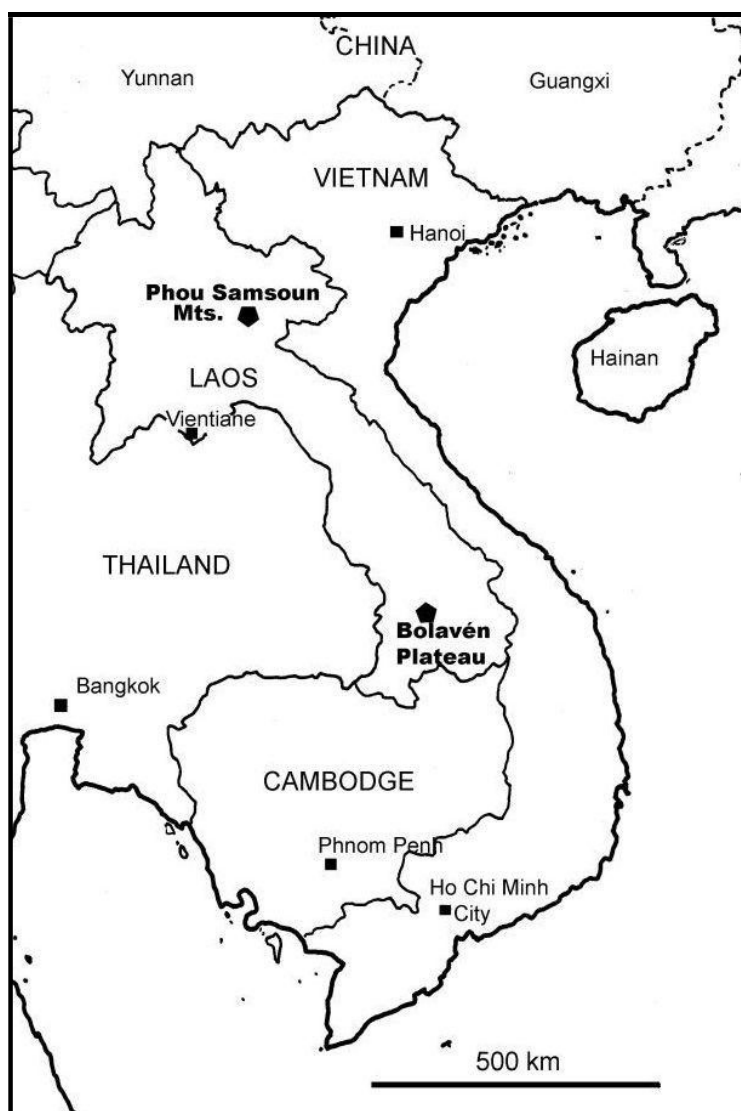 CHINA
Yunnan
Guangxi
VIETNAM
Hanoi
Phou Samsoun
Mts.
Hainan
LAOS
Vientiane
THAILAND
Bolavén
Plateau
Bangkok
CAMBODGE
Phnom Penh
Ho Chi Minh
City
500 km